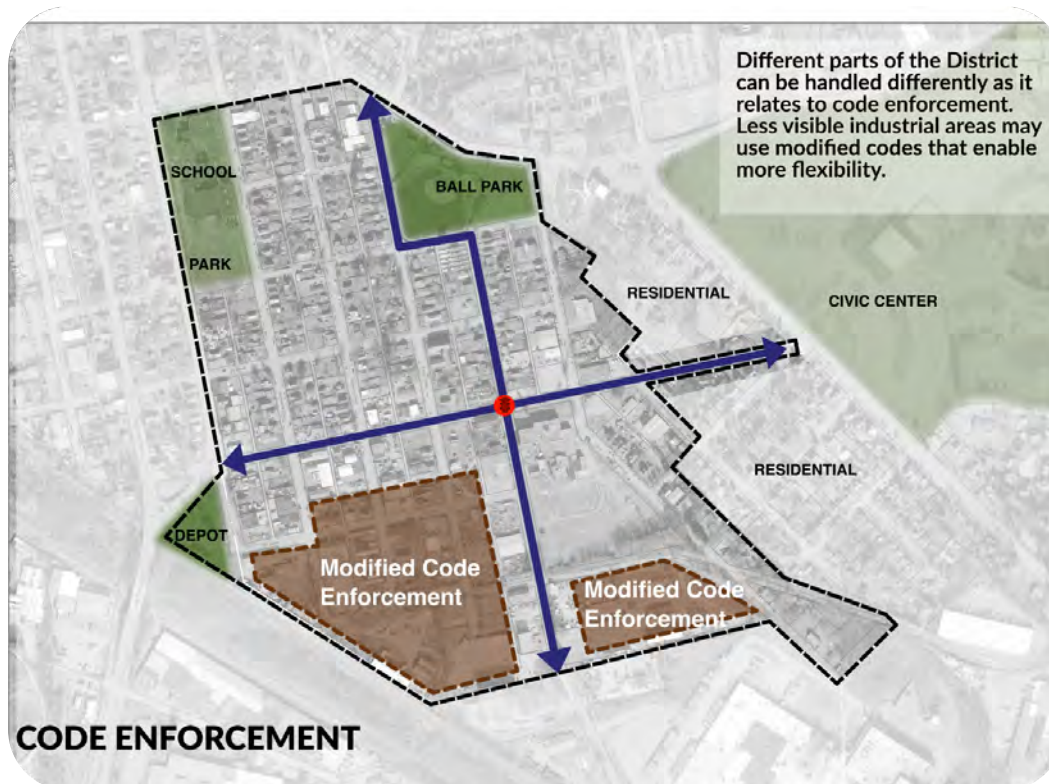 Different parts of the District
can be handled differently as it
relates to code enforcement.
Less visible industrial areas may
use modified codes that enable
more flexibility.
SCHOOL
BALL PARK
PARK
RESIDENTIAL
CIVIC CENTER
RESIDENTIAL
DEPOT
Modified Code
Enforcement
Modified Code
Enforcement
CODE ENFORCEMENT